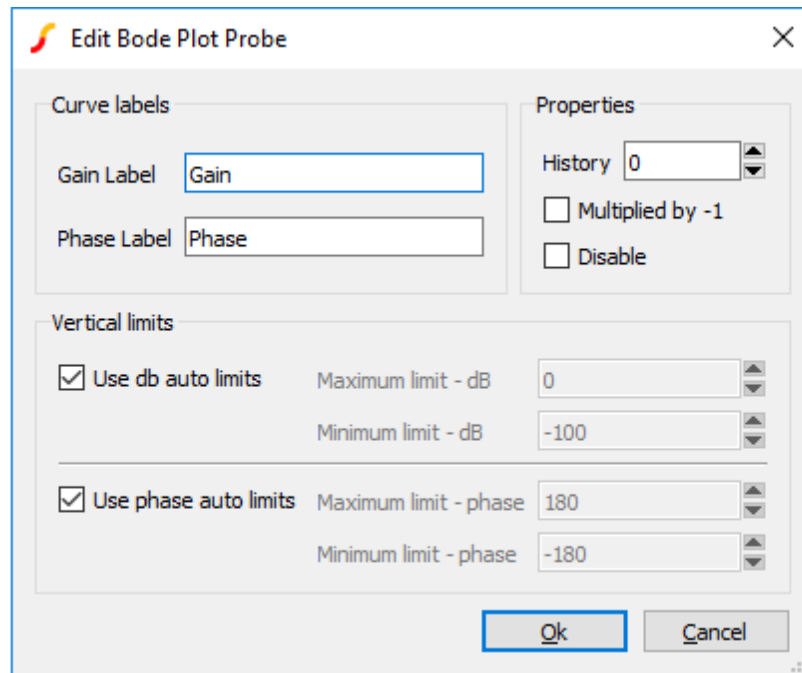 Edit Bode Plot Probe
Curve labels
Gain Label Gain
Phase Label Phase
Properties
History 0
Multiplied by -1
Disable
Vertical limits
Use db auto limits Maximum limit - dB 0
Minimum limit - dB -100
Use phase auto limits Maximum limit - phase 180
Minimum limit - phase -180
Ok Cancel